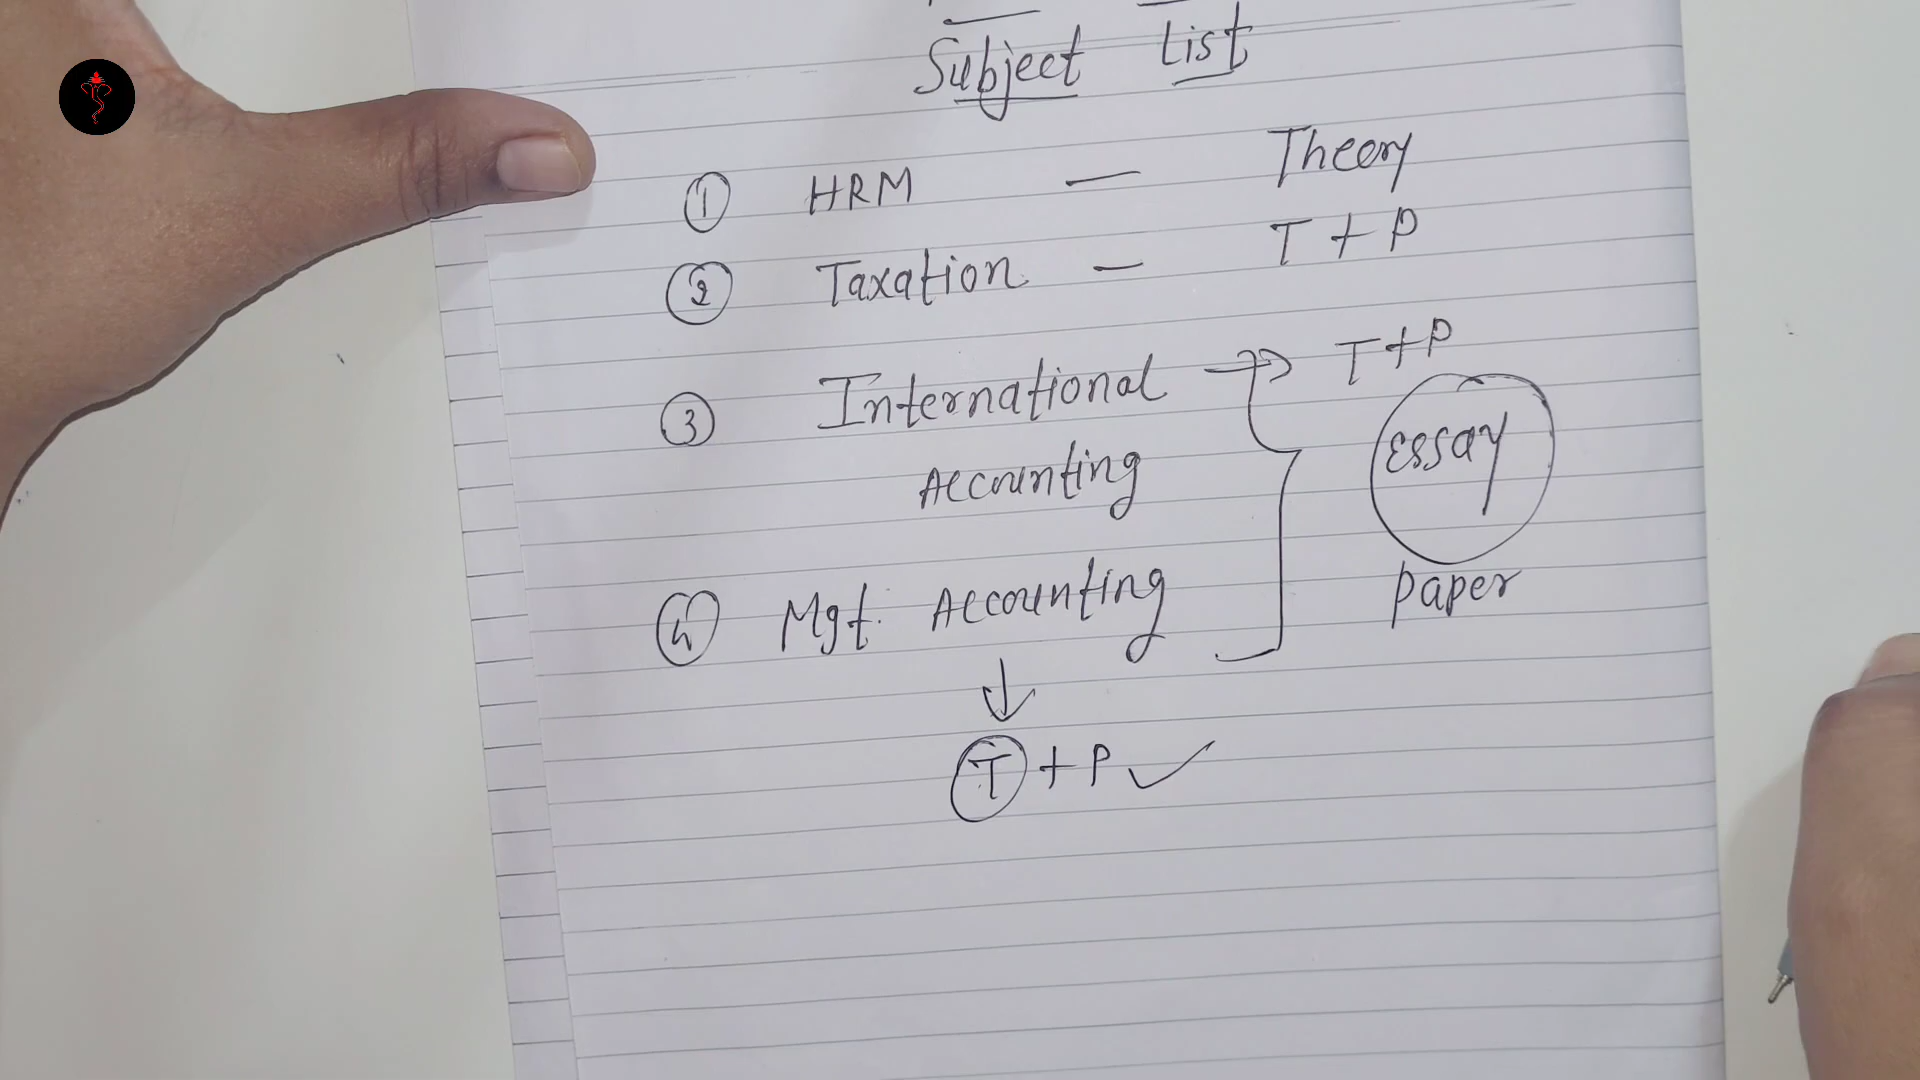 Subject List
① HRM — Theory
② Taxation — T + P
③ International → T+P
Accounting
essay
④ Mgt. Accounting
paper
↓
T + P ✓